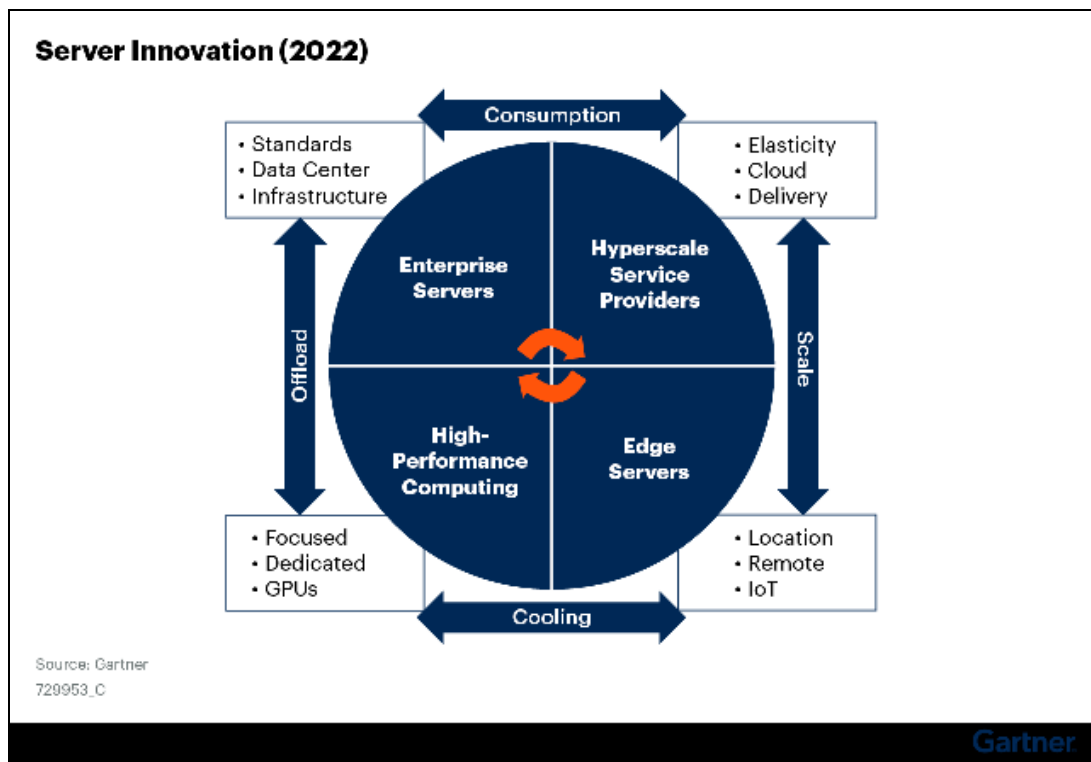 Server Innovation (2022)
Consumption
• Standards
• Data Center
• Infrastructure
• Elasticity
• Cloud
• Delivery
Enterprise
Servers
Hyperscale
Service
Providers
Offload
Scale
High-
Performance
Computing
Edge
Servers
• Focused
• Dedicated
• GPUs
• Location
• Remote
• IoT
Cooling
Source: Gartner
729953_C
Gartner